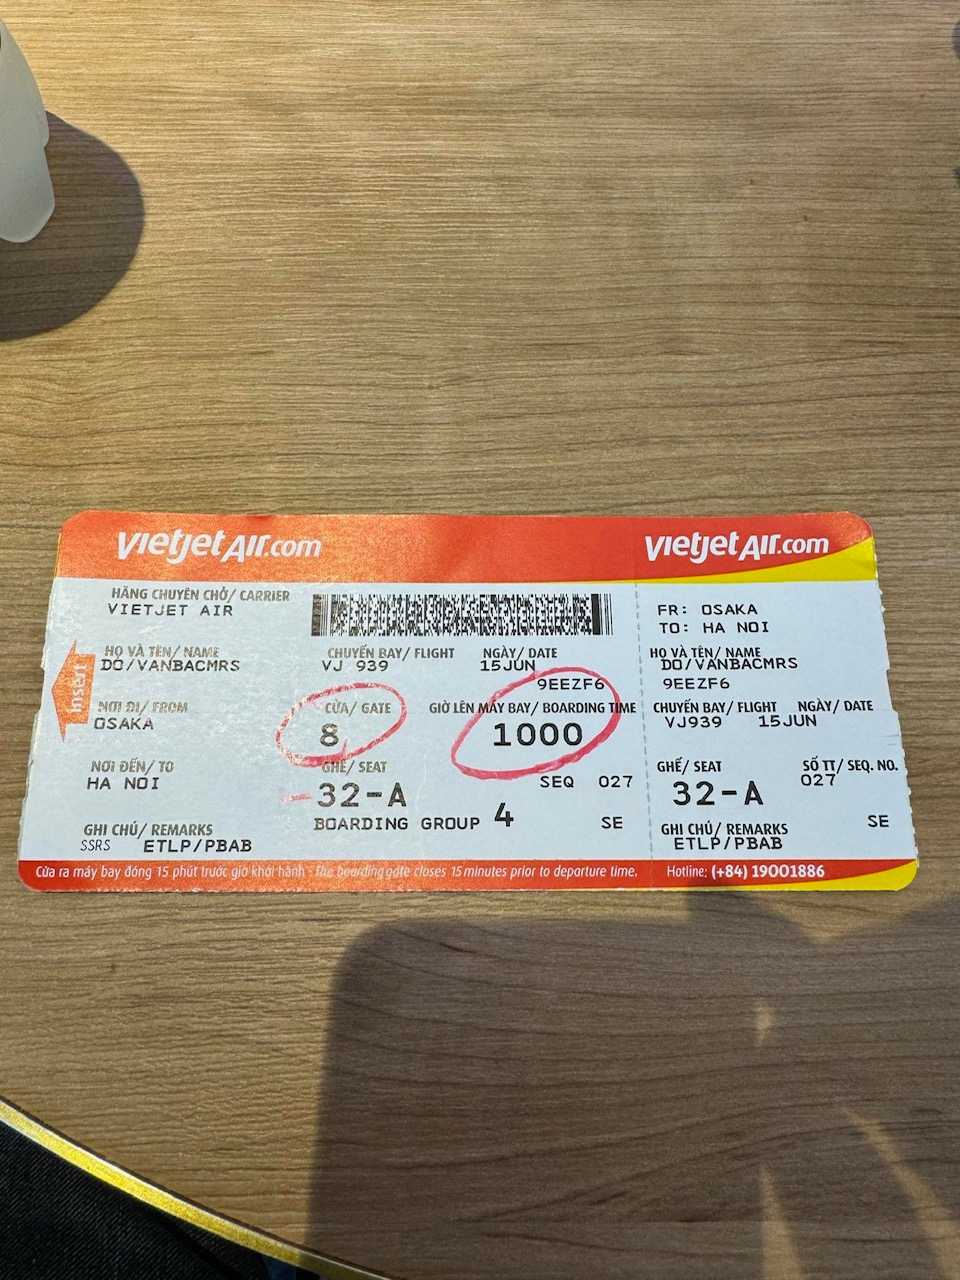 vietjet Air.com
HÃNG CHUYÊN CHỞ/ CARRIER
VIETJET AIR
HỌ VÀ TÊN/ NAME
DO/VANBACMRS
CHUYẾN BAY/ FLIGHT
VJ 939
NGÀY/ DATE
15JUN
9EEZF6
Insert
NƠI ĐI/ FROM
OSAKA
CỬA/ GATE
8
GIỜ LÊN MÁY BAY/ BOARDING TIME
1000
NƠI ĐẾN/ TO
HA NOI
GHẾ/ SEAT
32-A
SEQ 027
BOARDING GROUP 4
SE
GHI CHÚ/ REMARKS
SSRS ETLP/PBAB
Cửa ra máy bay đóng 15 phút trước giờ khởi hành - The boarding gate closes 15 minutes prior to departure time.
vietjet Air.com
FR: OSAKA
TO: HA NOI
HỌ VÀ TÊN/ NAME
DO/VANBACMRS
9EEZF6
CHUYẾN BAY/ FLIGHT NGÀY/ DATE
VJ939 15JUN
GHẾ/ SEAT
32-A
SỐ TT/ SEQ. NO.
027
SE
GHI CHÚ/ REMARKS
ETLP/PBAB
Hotline: (+84) 19001886